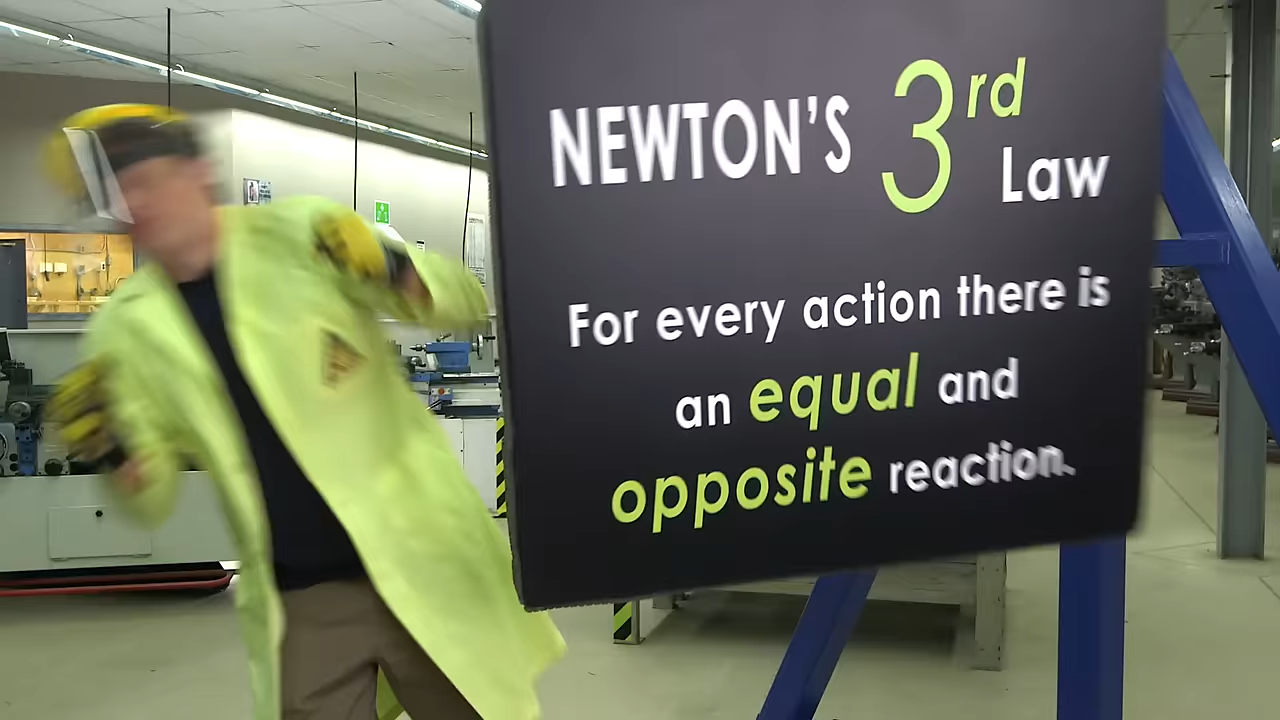 NEWTON'S 3rd Law
For every action there is
an equal and
opposite reaction.